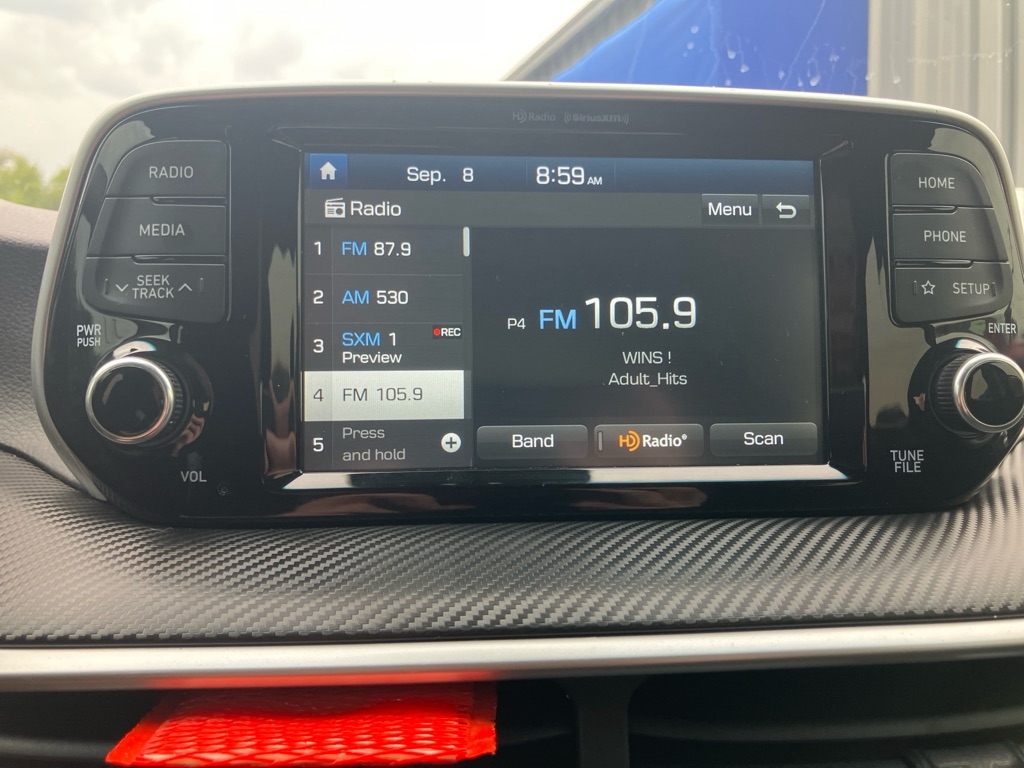 HD Radio ((SiriusXM))
RADIO
MEDIA
SEEK
TRACK
PWR
PUSH
VOL
Sep. 8 8:59 AM
Radio Menu
1 FM 87.9
2 AM 530
3 SXM 1 REC
Preview
4 FM 105.9
5 Press
and hold
P4 FM 105.9
WINS !
Adult_Hits
Band HD Radio® Scan
HOME
PHONE
SETUP
ENTER
TUNE
FILE